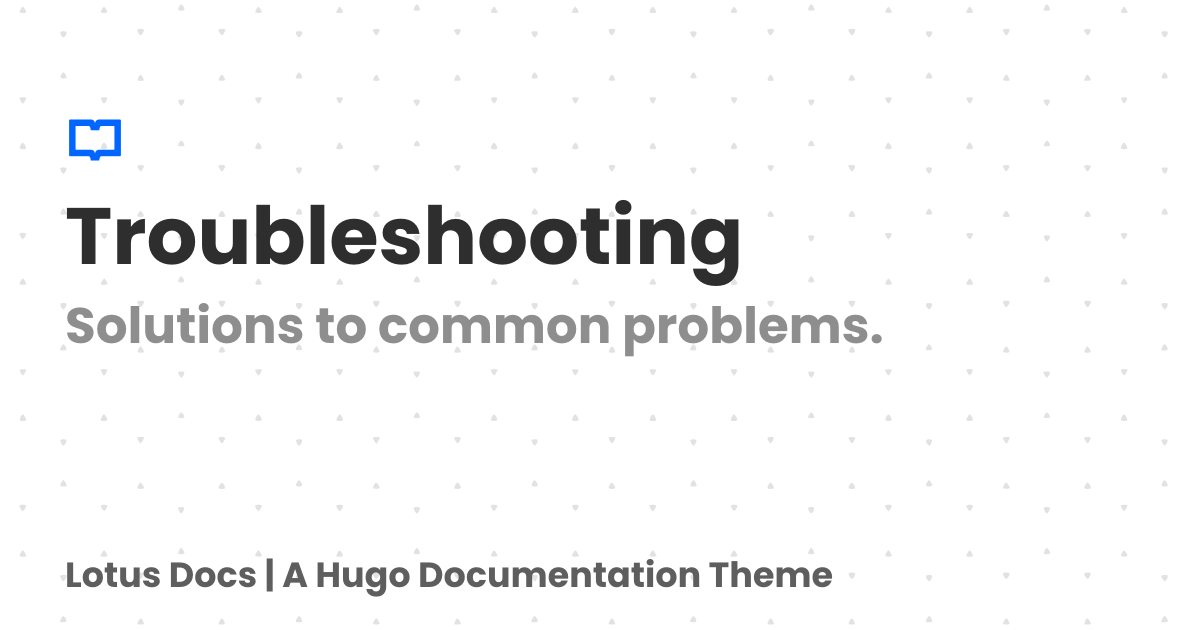 Troubleshooting
Solutions to common problems.
Lotus Docs | A Hugo Documentation Theme